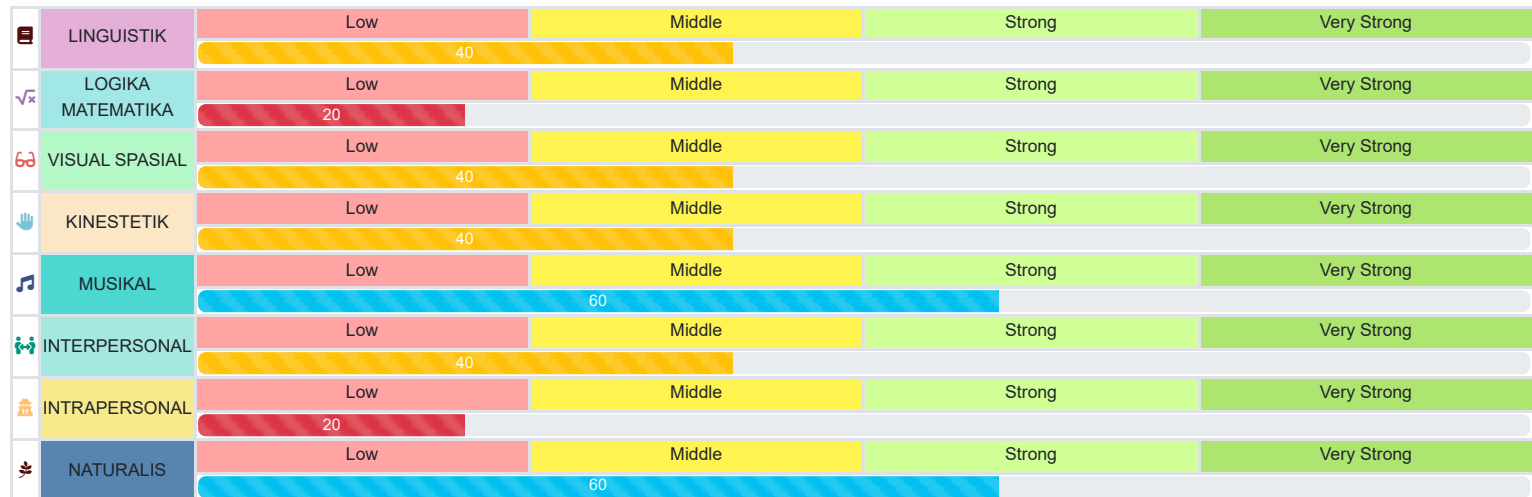 LINGUISTIK
Low Middle Strong Very Strong
40
LOGIKA
MATEMATIKA
Low Middle Strong Very Strong
20
VISUAL SPASIAL
Low Middle Strong Very Strong
40
KINESTETIK
Low Middle Strong Very Strong
40
MUSIKAL
Low Middle Strong Very Strong
60
INTERPERSONAL
Low Middle Strong Very Strong
40
INTRAPERSONAL
Low Middle Strong Very Strong
20
NATURALIS
Low Middle Strong Very Strong
60